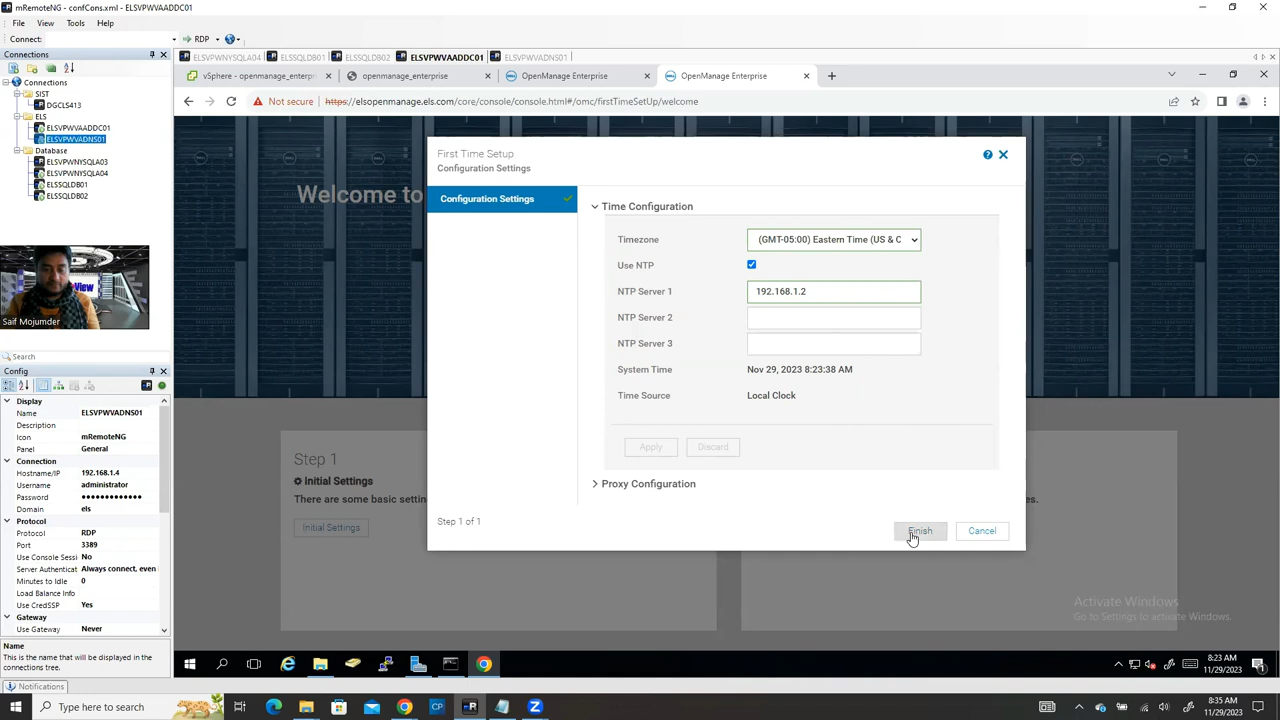 mRemoteNG - confCons.xml - ELSVPWVAADDC01
File View Tools Help
Connect: RDP
Connections
Connections
SIST
DGCLS413
ELS
ELSVPWVAADDC01
ELSVPWVADNS01
Database
ELSVPWVNYSQLA03
ELSVPWVNYSQLA04
ELSSQLDB01
ELSSQLDB02
View
Saif Mojumder
Search
Config
Display
Name ELSVPWVADNS01
Description
Icon mRemoteNG
Panel General
Connection
Hostname/IP 192.168.1.4
Username administrator
Password •••••••••••••
Domain els
Protocol
Protocol RDP
Port 3389
Use Console Sessi No
Server Authenticat Always connect, even
Minutes to Idle 0
Load Balance Info
Use CredSSP Yes
Gateway
Use Gateway Never
Name
This is the name that will be displayed in the
connections tree.
Notifications
ELSVPWNYSQLA04 ELSSQLDB01 ELSSQLDB02 ELSVPWVAADDC01 ELSVPWVADNS01
vSphere - openmanage_enterpr openmanage_enterprise OpenManage Enterprise OpenManage Enterprise
Not secure https://elsopenmanage.els.com/core/console/console.html#/omc/firstTimeSetUp/welcome
Welcome to
Step 1
Initial Settings
There are some basic settin
es.
Initial Settings
First Time Setup
Configuration Settings
Configuration Settings
Time Configuration
Timezone (GMT-05:00) Eastern Time (US & C
Use NTP
NTP Server 1 192.168.1.2
NTP Server 2
NTP Server 3
System Time Nov 29, 2023 8:23:38 AM
Time Source Local Clock
Apply Discard
Proxy Configuration
Step 1 of 1
Finish Cancel
Activate Windows
Go to Settings to activate Windows.
8:23 AM
11/29/2023
Type here to search
8:35 AM
11/29/2023